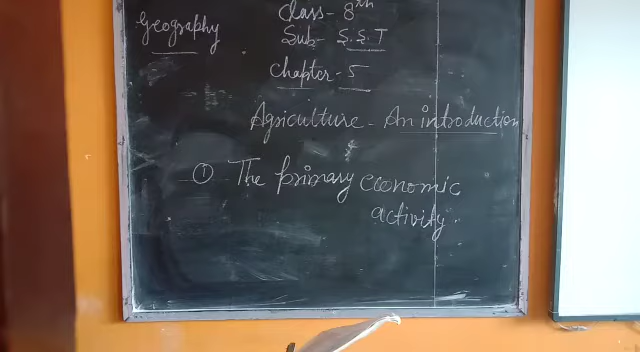 Class - 8th
Geography
Sub - S.S.T
Chapter - 5
Agriculture - An introduction
&
① The primary economic
activity.